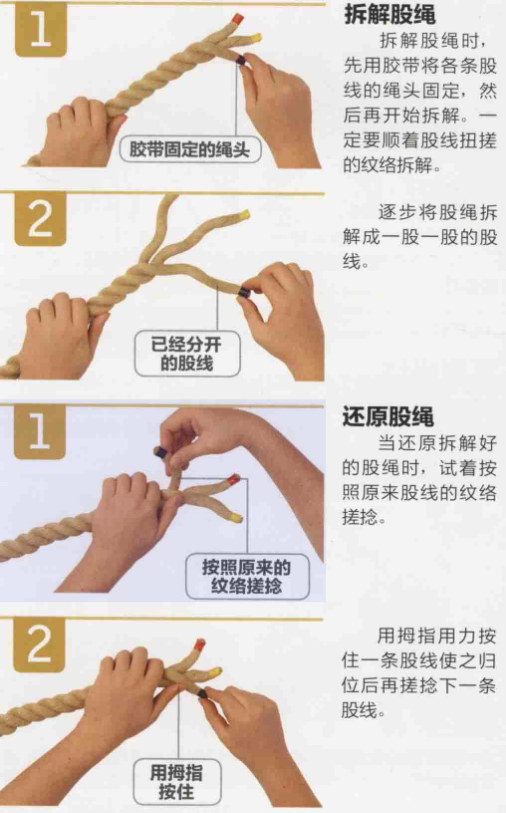 1
胶带固定的绳头
拆解股绳
拆解股绳时，
先用胶带将各条股
线的绳头固定，然
后再开始拆解。一
定要顺着股线扭搓
的纹络拆解。
2
已经分开
的股线
逐步将股绳拆
解成一股一股的股
线。
1
按照原来的
纹络搓捻
还原股绳
当还原拆解好
的股绳时，试着按
照原来股线的纹络
搓捻。
2
用拇指
按住
用拇指用力按
住一条股线使之归
位后再搓捻下一条
股线。